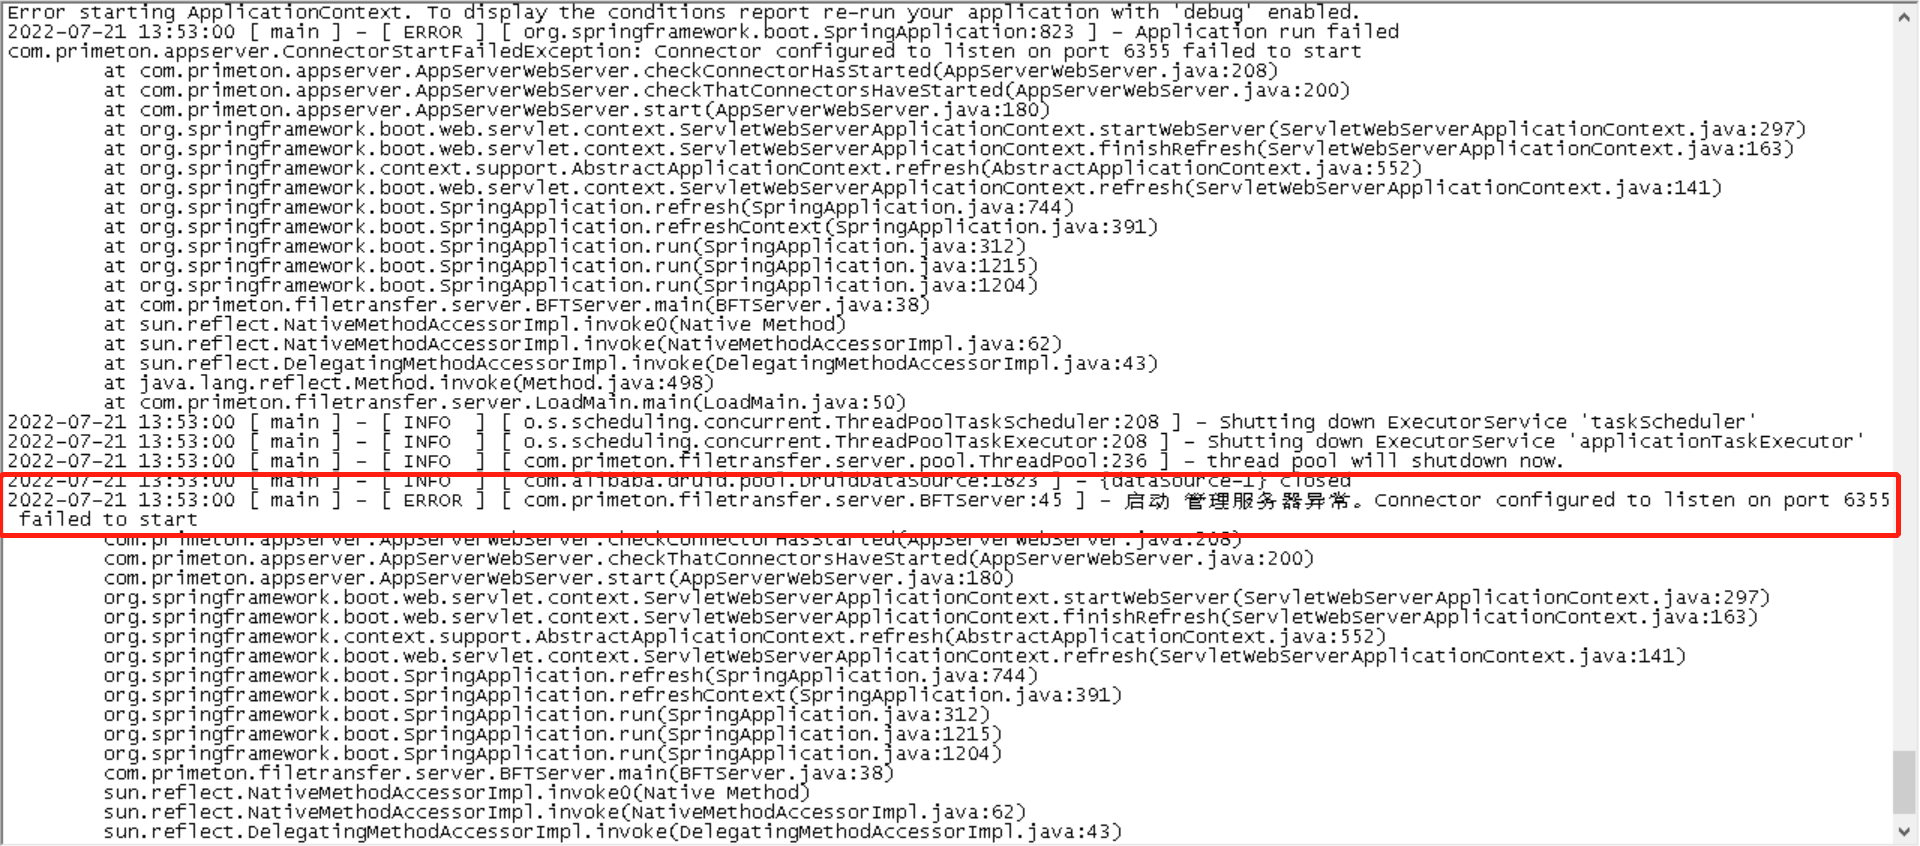 Error starting ApplicationContext. To display the conditions report re-run your application with 'debug' enabled.
2022-07-21 13:53:00 [ main ] - [ ERROR ] [ org.springframework.boot.SpringApplication:823 ] - Application run failed
com.primeton.appserver.ConnectorStartFailedException: Connector configured to listen on port 6355 failed to start
at com.primeton.appserver.AppServerWebServer.checkConnectorHasStarted(AppServerWebServer.java:208)
at com.primeton.appserver.AppServerWebServer.checkThatConnectorsHaveStarted(AppServerWebServer.java:200)
at com.primeton.appserver.AppServerWebServer.start(AppServerWebServer.java:180)
at org.springframework.boot.web.servlet.context.ServletWebServerApplicationContext.startWebServer(ServletWebServerApplicationContext.java:297)
at org.springframework.boot.web.servlet.context.ServletWebServerApplicationContext.finishRefresh(ServletWebServerApplicationContext.java:163)
at org.springframework.context.support.AbstractApplicationContext.refresh(AbstractApplicationContext.java:552)
at org.springframework.boot.web.servlet.context.ServletWebServerApplicationContext.refresh(ServletWebServerApplicationContext.java:141)
at org.springframework.boot.SpringApplication.refresh(SpringApplication.java:744)
at org.springframework.boot.SpringApplication.refreshContext(SpringApplication.java:391)
at org.springframework.boot.SpringApplication.run(SpringApplication.java:312)
at org.springframework.boot.SpringApplication.run(SpringApplication.java:1215)
at org.springframework.boot.SpringApplication.run(SpringApplication.java:1204)
at com.primeton.filetransfer.server.BFTServer.main(BFTServer.java:38)
at sun.reflect.NativeMethodAccessorImpl.invoke0(Native Method)
at sun.reflect.NativeMethodAccessorImpl.invoke(NativeMethodAccessorImpl.java:62)
at sun.reflect.DelegatingMethodAccessorImpl.invoke(DelegatingMethodAccessorImpl.java:43)
at java.lang.reflect.Method.invoke(Method.java:498)
at com.primeton.filetransfer.server.LoadMain.main(LoadMain.java:50)
2022-07-21 13:53:00 [ main ] - [ INFO  ] [ o.s.scheduling.concurrent.ThreadPoolTaskScheduler:208 ] - Shutting down ExecutorService 'taskScheduler'
2022-07-21 13:53:00 [ main ] - [ INFO  ] [ o.s.scheduling.concurrent.ThreadPoolTaskExecutor:208 ] - Shutting down ExecutorService 'applicationTaskExecutor'
2022-07-21 13:53:00 [ main ] - [ INFO  ] [ com.primeton.filetransfer.server.pool.ThreadPool:236 ] - thread pool will shutdown now.
2022-07-21 13:53:00 [ main ] - [ INFO  ] [ com.alibaba.druid.pool.DruidDataSource:1823 ] - {dataSource-1} closed
2022-07-21 13:53:00 [ main ] - [ ERROR ] [ com.primeton.filetransfer.server.BFTServer:45 ] - 启动 管理服务器异常。Connector configured to listen on port 6355
failed to start
com.primeton.appserver.AppServerWebServer.checkConnectorHasStarted(AppServerWebServer.java:208)
com.primeton.appserver.AppServerWebServer.checkThatConnectorsHaveStarted(AppServerWebServer.java:200)
com.primeton.appserver.AppServerWebServer.start(AppServerWebServer.java:180)
org.springframework.boot.web.servlet.context.ServletWebServerApplicationContext.startWebServer(ServletWebServerApplicationContext.java:297)
org.springframework.boot.web.servlet.context.ServletWebServerApplicationContext.finishRefresh(ServletWebServerApplicationContext.java:163)
org.springframework.context.support.AbstractApplicationContext.refresh(AbstractApplicationContext.java:552)
org.springframework.boot.web.servlet.context.ServletWebServerApplicationContext.refresh(ServletWebServerApplicationContext.java:141)
org.springframework.boot.SpringApplication.refresh(SpringApplication.java:744)
org.springframework.boot.SpringApplication.refreshContext(SpringApplication.java:391)
org.springframework.boot.SpringApplication.run(SpringApplication.java:312)
org.springframework.boot.SpringApplication.run(SpringApplication.java:1215)
org.springframework.boot.SpringApplication.run(SpringApplication.java:1204)
com.primeton.filetransfer.server.BFTServer.main(BFTServer.java:38)
sun.reflect.NativeMethodAccessorImpl.invoke0(Native Method)
sun.reflect.NativeMethodAccessorImpl.invoke(NativeMethodAccessorImpl.java:62)
sun.reflect.DelegatingMethodAccessorImpl.invoke(DelegatingMethodAccessorImpl.java:43)